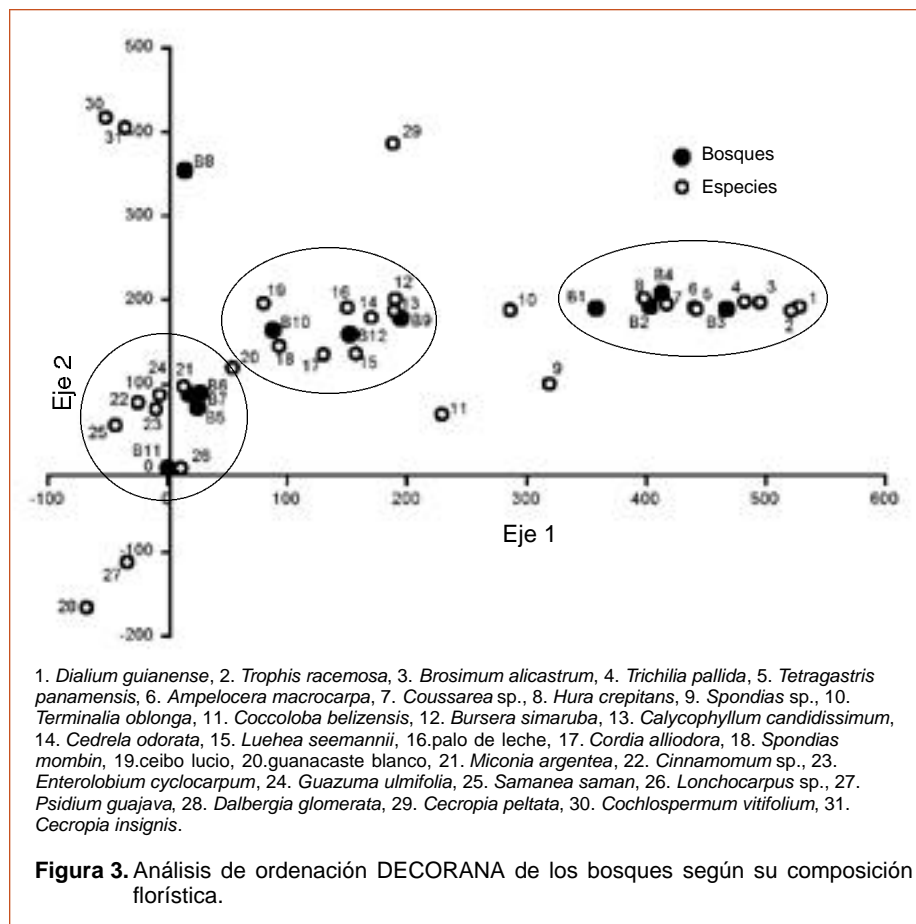 500
30
31
400
29
B8
Bosques
Especies
300
19 16 12
14 13
200
B10 B12 B9
18 17 15
10
B1 8 B4 6 4 3 1
B2 7 5 B3 2
Eje 2
24 21 20
100
22 B6
23 B7
25 B5
9
11
B11 26
0
-100 0 100 200 300 400 500 600
Eje 1
-100
27
28
-200
1. Dialium guianense, 2. Trophis racemosa, 3. Brosimum alicastrum, 4. Trichilia pallida, 5. Tetragastris
panamensis, 6. Ampelocera macrocarpa, 7. Coussarea sp., 8. Hura crepitans, 9. Spondias sp., 10.
Terminalia oblonga, 11. Coccoloba belizensis, 12. Bursera simaruba, 13. Calycophyllum candidissimum,
14. Cedrela odorata, 15. Luehea seemannii, 16.palo de leche, 17. Cordia alliodora, 18. Spondias
mombin, 19.ceibo lucio, 20.guanacaste blanco, 21. Miconia argentea, 22. Cinnamomum sp., 23.
Enterolobium cyclocarpum, 24. Guazuma ulmifolia, 25. Samanea saman, 26. Lonchocarpus sp., 27.
Psidium guajava, 28. Dalbergia glomerata, 29. Cecropia peltata, 30. Cochlospermum vitifolium, 31.
Cecropia insignis.
Figura 3. Análisis de ordenación DECORANA de los bosques según su composición
florística.